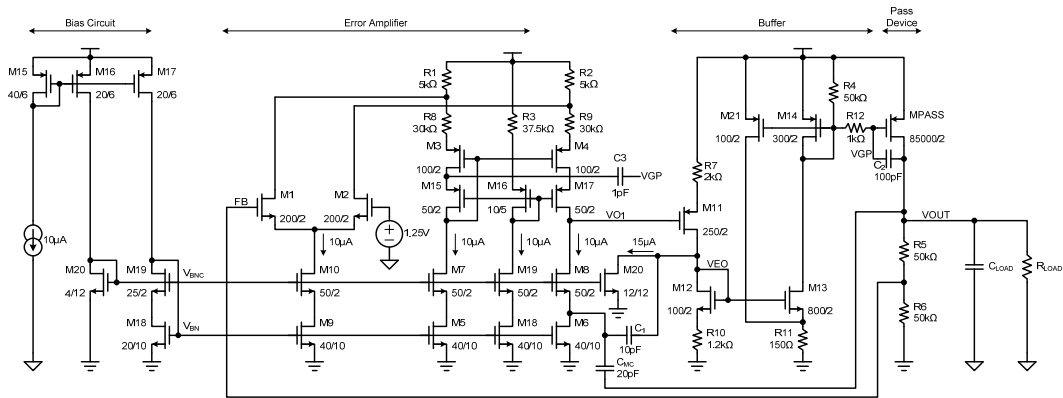 Bias Circuit
Error Amplifier
Buffer
Pass
Device
M15
40/6
M16
20/6
M17
20/6
10µA
M20
4/12
M19
25/2
VBNC
M18
20/10
VBN
FB
M1
200/2
M2
200/2
1.25V
10µA
M10
50/2
M9
40/10
R1
5kΩ
R2
5kΩ
R8
30kΩ
R3
37.5kΩ
R9
30kΩ
M3
100/2
M4
100/2
C3
1pF
VGP
M15
50/2
M16
10/5
M17
50/2
VO1
10µA
10µA
10µA
15µA
M7
50/2
M19
50/2
M8
50/2
M20
12/12
M5
40/10
M18
40/10
M6
40/10
C1
10pF
CMC
20pF
M21
100/2
M14
300/2
R4
50kΩ
R12
1kΩ
MPASS
85000/2
VGP
C2
100pF
R7
2kΩ
M11
250/2
VEO
M12
100/2
M13
800/2
R10
1.2kΩ
R11
150Ω
VOUT
R5
50kΩ
R6
50kΩ
CLOAD
RLOAD